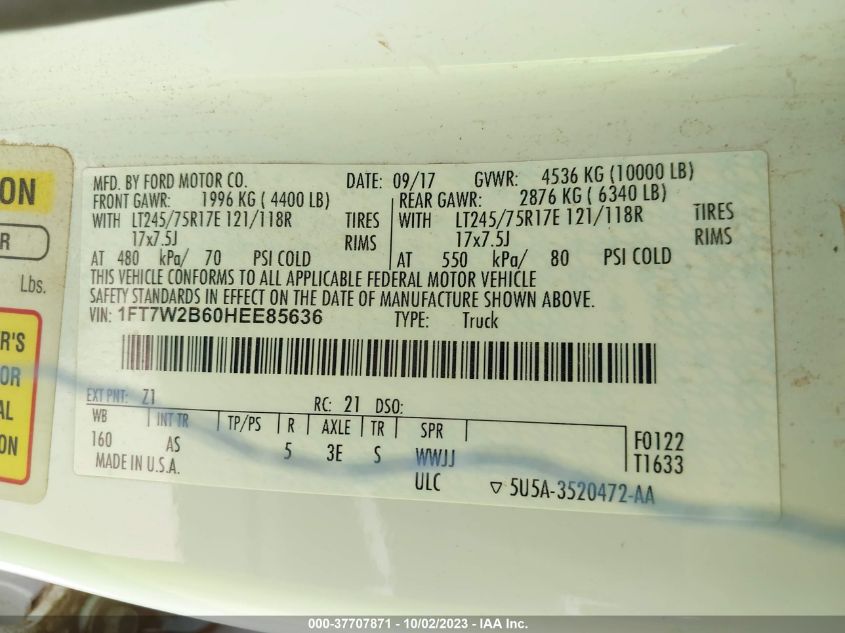 ON
R
Lbs.
R'S
OR
AL
ON
MFD. BY FORD MOTOR CO. DATE: 09/17 GVWR: 4536 KG (10000 LB)
FRONT GAWR: 1996 KG ( 4400 LB) REAR GAWR: 2876 KG ( 6340 LB)
WITH LT245/75R17E 121/118R TIRES WITH LT245/75R17E 121/118R TIRES
17x7.5J RIMS 17x7.5J RIMS
AT 480 kPa/ 70 PSI COLD AT 550 kPa/ 80 PSI COLD
THIS VEHICLE CONFORMS TO ALL APPLICABLE FEDERAL MOTOR VEHICLE
SAFETY STANDARDS IN EFFECT ON THE DATE OF MANUFACTURE SHOWN ABOVE.
VIN: 1FT7W2B60HEE85636 TYPE: Truck
EXT PNT: Z1 RC: 21 DSO:
WB INT TR TP/PS R AXLE TR SPR
160 AS 5 3E S WWJJ
F0122
T1633
MADE IN U.S.A. ULC ▽ 5U5A-3520472-AA
000-37707871 - 10/02/2023 - IAA Inc.